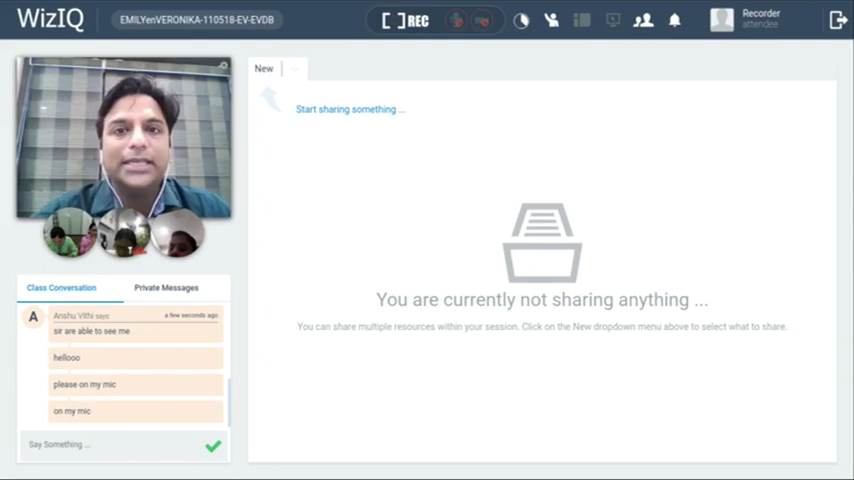 WizIQ
EMILYenVERONIKA-110518-EV-EVDB
[ ] REC
Recorder
attendee
New
Start sharing something ...
You are currently not sharing anything ...
You can share multiple resources within your session. Click on the New dropdown menu above to select what to share.
Class Conversation
Private Messages
A
Anshu Vithi says
a few seconds ago
sir are able to see me
hellooo
please on my mic
on my mic
Say Something ...